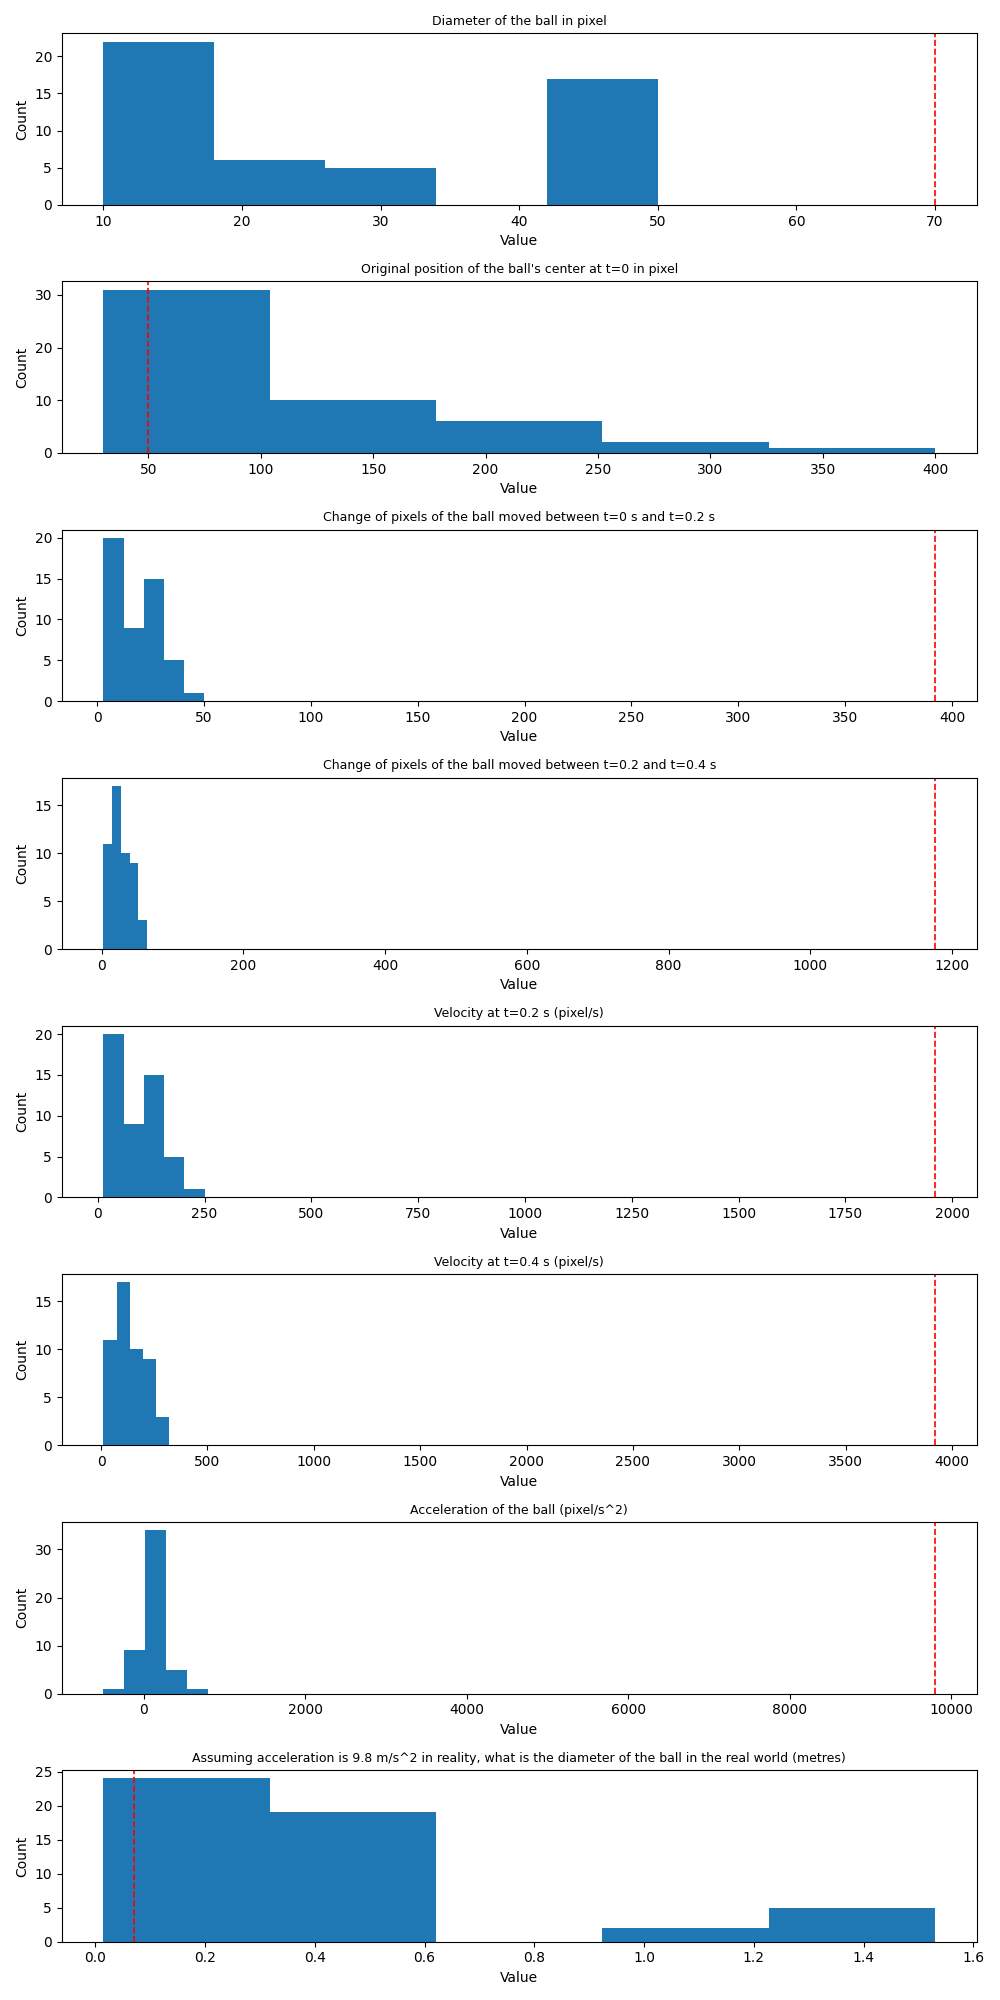 Diameter of the ball in pixel
20
15
10
5
0
Count
10 20 30 40 50 60 70
Value
Original position of the ball's center at t=0 in pixel
30
20
10
0
Count
50 100 150 200 250 300 350 400
Value
Change of pixels of the ball moved between t=0 s and t=0.2 s
20
15
10
5
0
Count
0 50 100 150 200 250 300 350 400
Value
Change of pixels of the ball moved between t=0.2 and t=0.4 s
15
10
5
0
Count
0 200 400 600 800 1000 1200
Value
Velocity at t=0.2 s (pixel/s)
20
15
10
5
0
Count
0 250 500 750 1000 1250 1500 1750 2000
Value
Velocity at t=0.4 s (pixel/s)
15
10
5
0
Count
0 500 1000 1500 2000 2500 3000 3500 4000
Value
Acceleration of the ball (pixel/s^2)
30
20
10
0
Count
0 2000 4000 6000 8000 10000
Value
Assuming acceleration is 9.8 m/s^2 in reality, what is the diameter of the ball in the real world (metres)
25
20
15
10
5
0
Count
0.0 0.2 0.4 0.6 0.8 1.0 1.2 1.4 1.6
Value